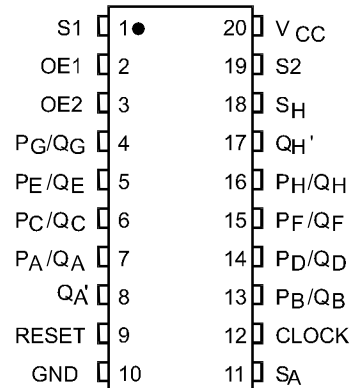 S1 1 20 VCC
OE1 2 19 S2
OE2 3 18 SH
PG/QG 4 17 QH'
PE/QE 5 16 PH/QH
PC/QC 6 15 PF/QF
PA/QA 7 14 PD/QD
QA' 8 13 PB/QB
RESET 9 12 CLOCK
GND 10 11 SA